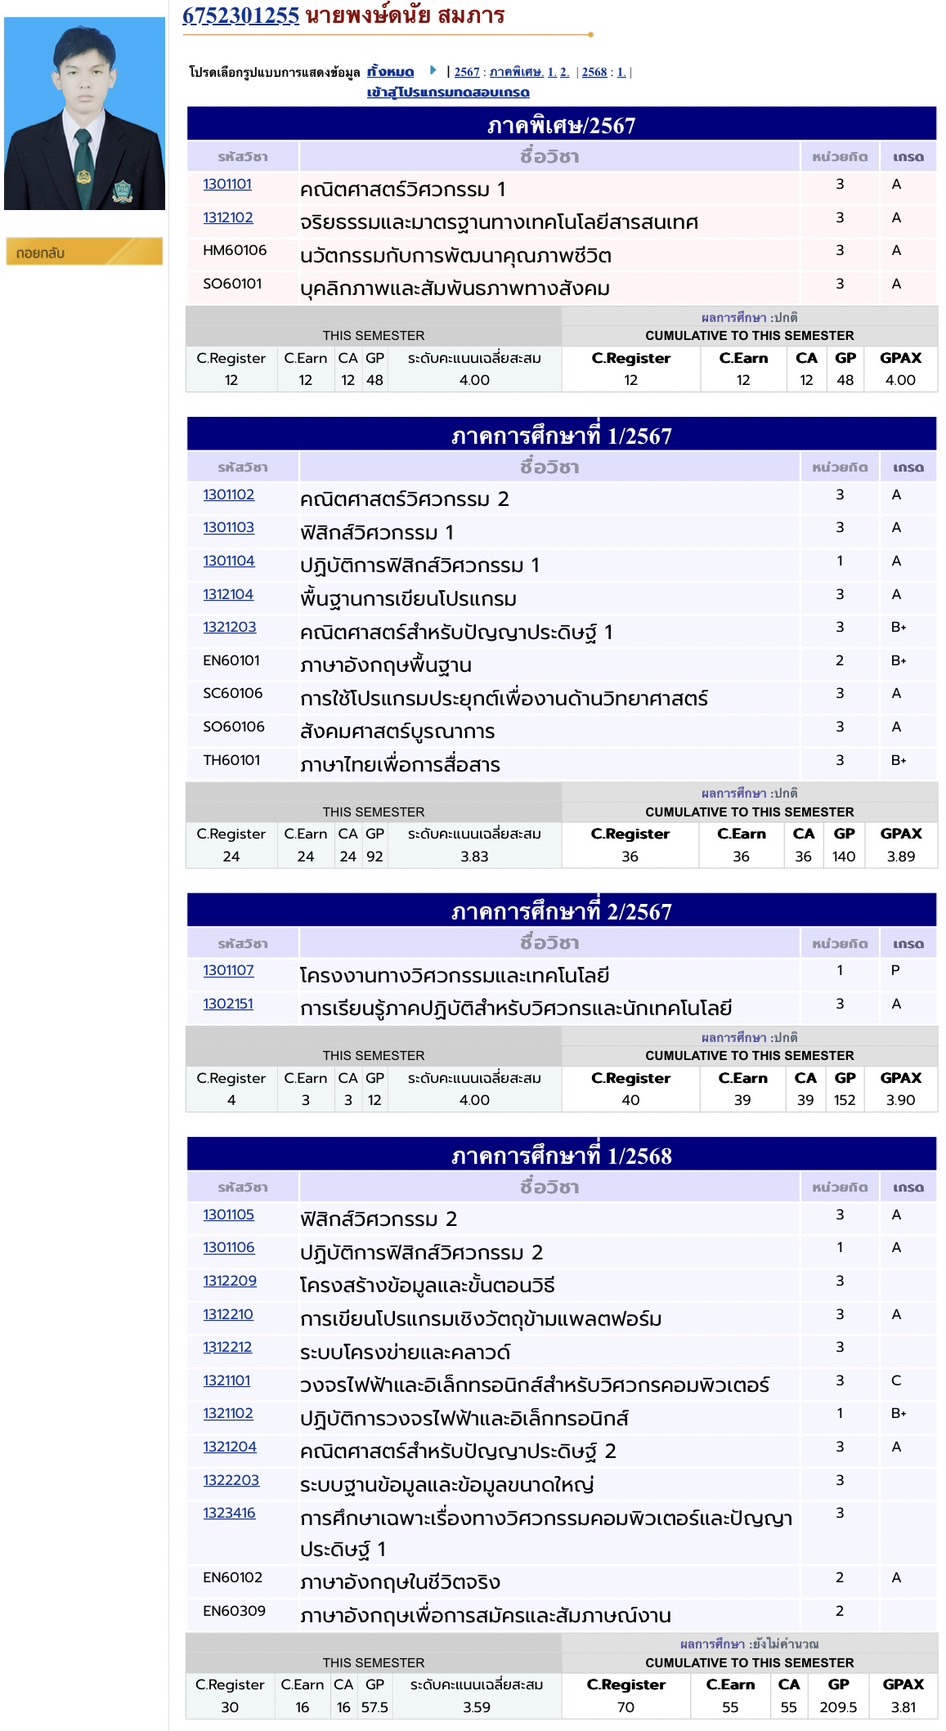 6752301255 นายพงษ์ดนัย สมภาร
โปรดเลือกรูปแบบการแสดงข้อมูล ทั้งหมด | 2567 : ภาคพิเศษ. 1. 2. | 2568 : 1. |
เข้าสู่โปรแกรมทดสอบเกรด
ถอยกลับ
ภาคพิเศษ/2567
รหัสวิชา ชื่อวิชา หน่วยกิต เกรด
1301101 คณิตศาสตร์วิศวกรรม 1 3 A
1312102 จริยธรรมและมาตรฐานทางเทคโนโลยีสารสนเทศ 3 A
HM60106 นวัตกรรมกับการพัฒนาคุณภาพชีวิต 3 A
SO60101 บุคลิกภาพและสัมพันธภาพทางสังคม 3 A
ผลการศึกษา :ปกติ
THIS SEMESTER CUMULATIVE TO THIS SEMESTER
C.Register C.Earn CA GP ระดับคะแนนเฉลี่ยสะสม C.Register C.Earn CA GP GPAX
12 12 12 48 4.00 12 12 12 48 4.00
ภาคการศึกษาที่ 1/2567
รหัสวิชา ชื่อวิชา หน่วยกิต เกรด
1301102 คณิตศาสตร์วิศวกรรม 2 3 A
1301103 ฟิสิกส์วิศวกรรม 1 3 A
1301104 ปฏิบัติการฟิสิกส์วิศวกรรม 1 1 A
1312104 พื้นฐานการเขียนโปรแกรม 3 A
1321203 คณิตศาสตร์สำหรับปัญญาประดิษฐ์ 1 3 B+
EN60101 ภาษาอังกฤษพื้นฐาน 2 B+
SC60106 การใช้โปรแกรมประยุกต์เพื่องานด้านวิทยาศาสตร์ 3 A
SO60106 สังคมศาสตร์บูรณาการ 3 A
TH60101 ภาษาไทยเพื่อการสื่อสาร 3 B+
ผลการศึกษา :ปกติ
THIS SEMESTER CUMULATIVE TO THIS SEMESTER
C.Register C.Earn CA GP ระดับคะแนนเฉลี่ยสะสม C.Register C.Earn CA GP GPAX
24 24 24 92 3.83 36 36 36 140 3.89
ภาคการศึกษาที่ 2/2567
รหัสวิชา ชื่อวิชา หน่วยกิต เกรด
1301107 โครงงานทางวิศวกรรมและเทคโนโลยี 1 P
1302151 การเรียนรู้ภาคปฏิบัติสำหรับวิศวกรและนักเทคโนโลยี 3 A
ผลการศึกษา :ปกติ
THIS SEMESTER CUMULATIVE TO THIS SEMESTER
C.Register C.Earn CA GP ระดับคะแนนเฉลี่ยสะสม C.Register C.Earn CA GP GPAX
4 3 3 12 4.00 40 39 39 152 3.90
ภาคการศึกษาที่ 1/2568
รหัสวิชา ชื่อวิชา หน่วยกิต เกรด
1301105 ฟิสิกส์วิศวกรรม 2 3 A
1301106 ปฏิบัติการฟิสิกส์วิศวกรรม 2 1 A
1312209 โครงสร้างข้อมูลและขั้นตอนวิธี 3
1312210 การเขียนโปรแกรมเชิงวัตถุข้ามแพลตฟอร์ม 3 A
1312212 ระบบโครงข่ายและคลาวด์ 3
1321101 วงจรไฟฟ้าและอิเล็กทรอนิกส์สำหรับวิศวกรคอมพิวเตอร์ 3 C
1321102 ปฏิบัติการวงจรไฟฟ้าและอิเล็กทรอนิกส์ 1 B+
1321204 คณิตศาสตร์สำหรับปัญญาประดิษฐ์ 2 3 A
1322203 ระบบฐานข้อมูลและข้อมูลขนาดใหญ่ 3
1323416 การศึกษาเฉพาะเรื่องทางวิศวกรรมคอมพิวเตอร์และปัญญา 3
ประดิษฐ์ 1
EN60102 ภาษาอังกฤษในชีวิตจริง 2 A
EN60309 ภาษาอังกฤษเพื่อการสมัครและสัมภาษณ์งาน 2
ผลการศึกษา :ยังไม่คำนวณ
THIS SEMESTER CUMULATIVE TO THIS SEMESTER
C.Register C.Earn CA GP ระดับคะแนนเฉลี่ยสะสม C.Register C.Earn CA GP GPAX
30 16 16 57.5 3.59 70 55 55 209.5 3.81